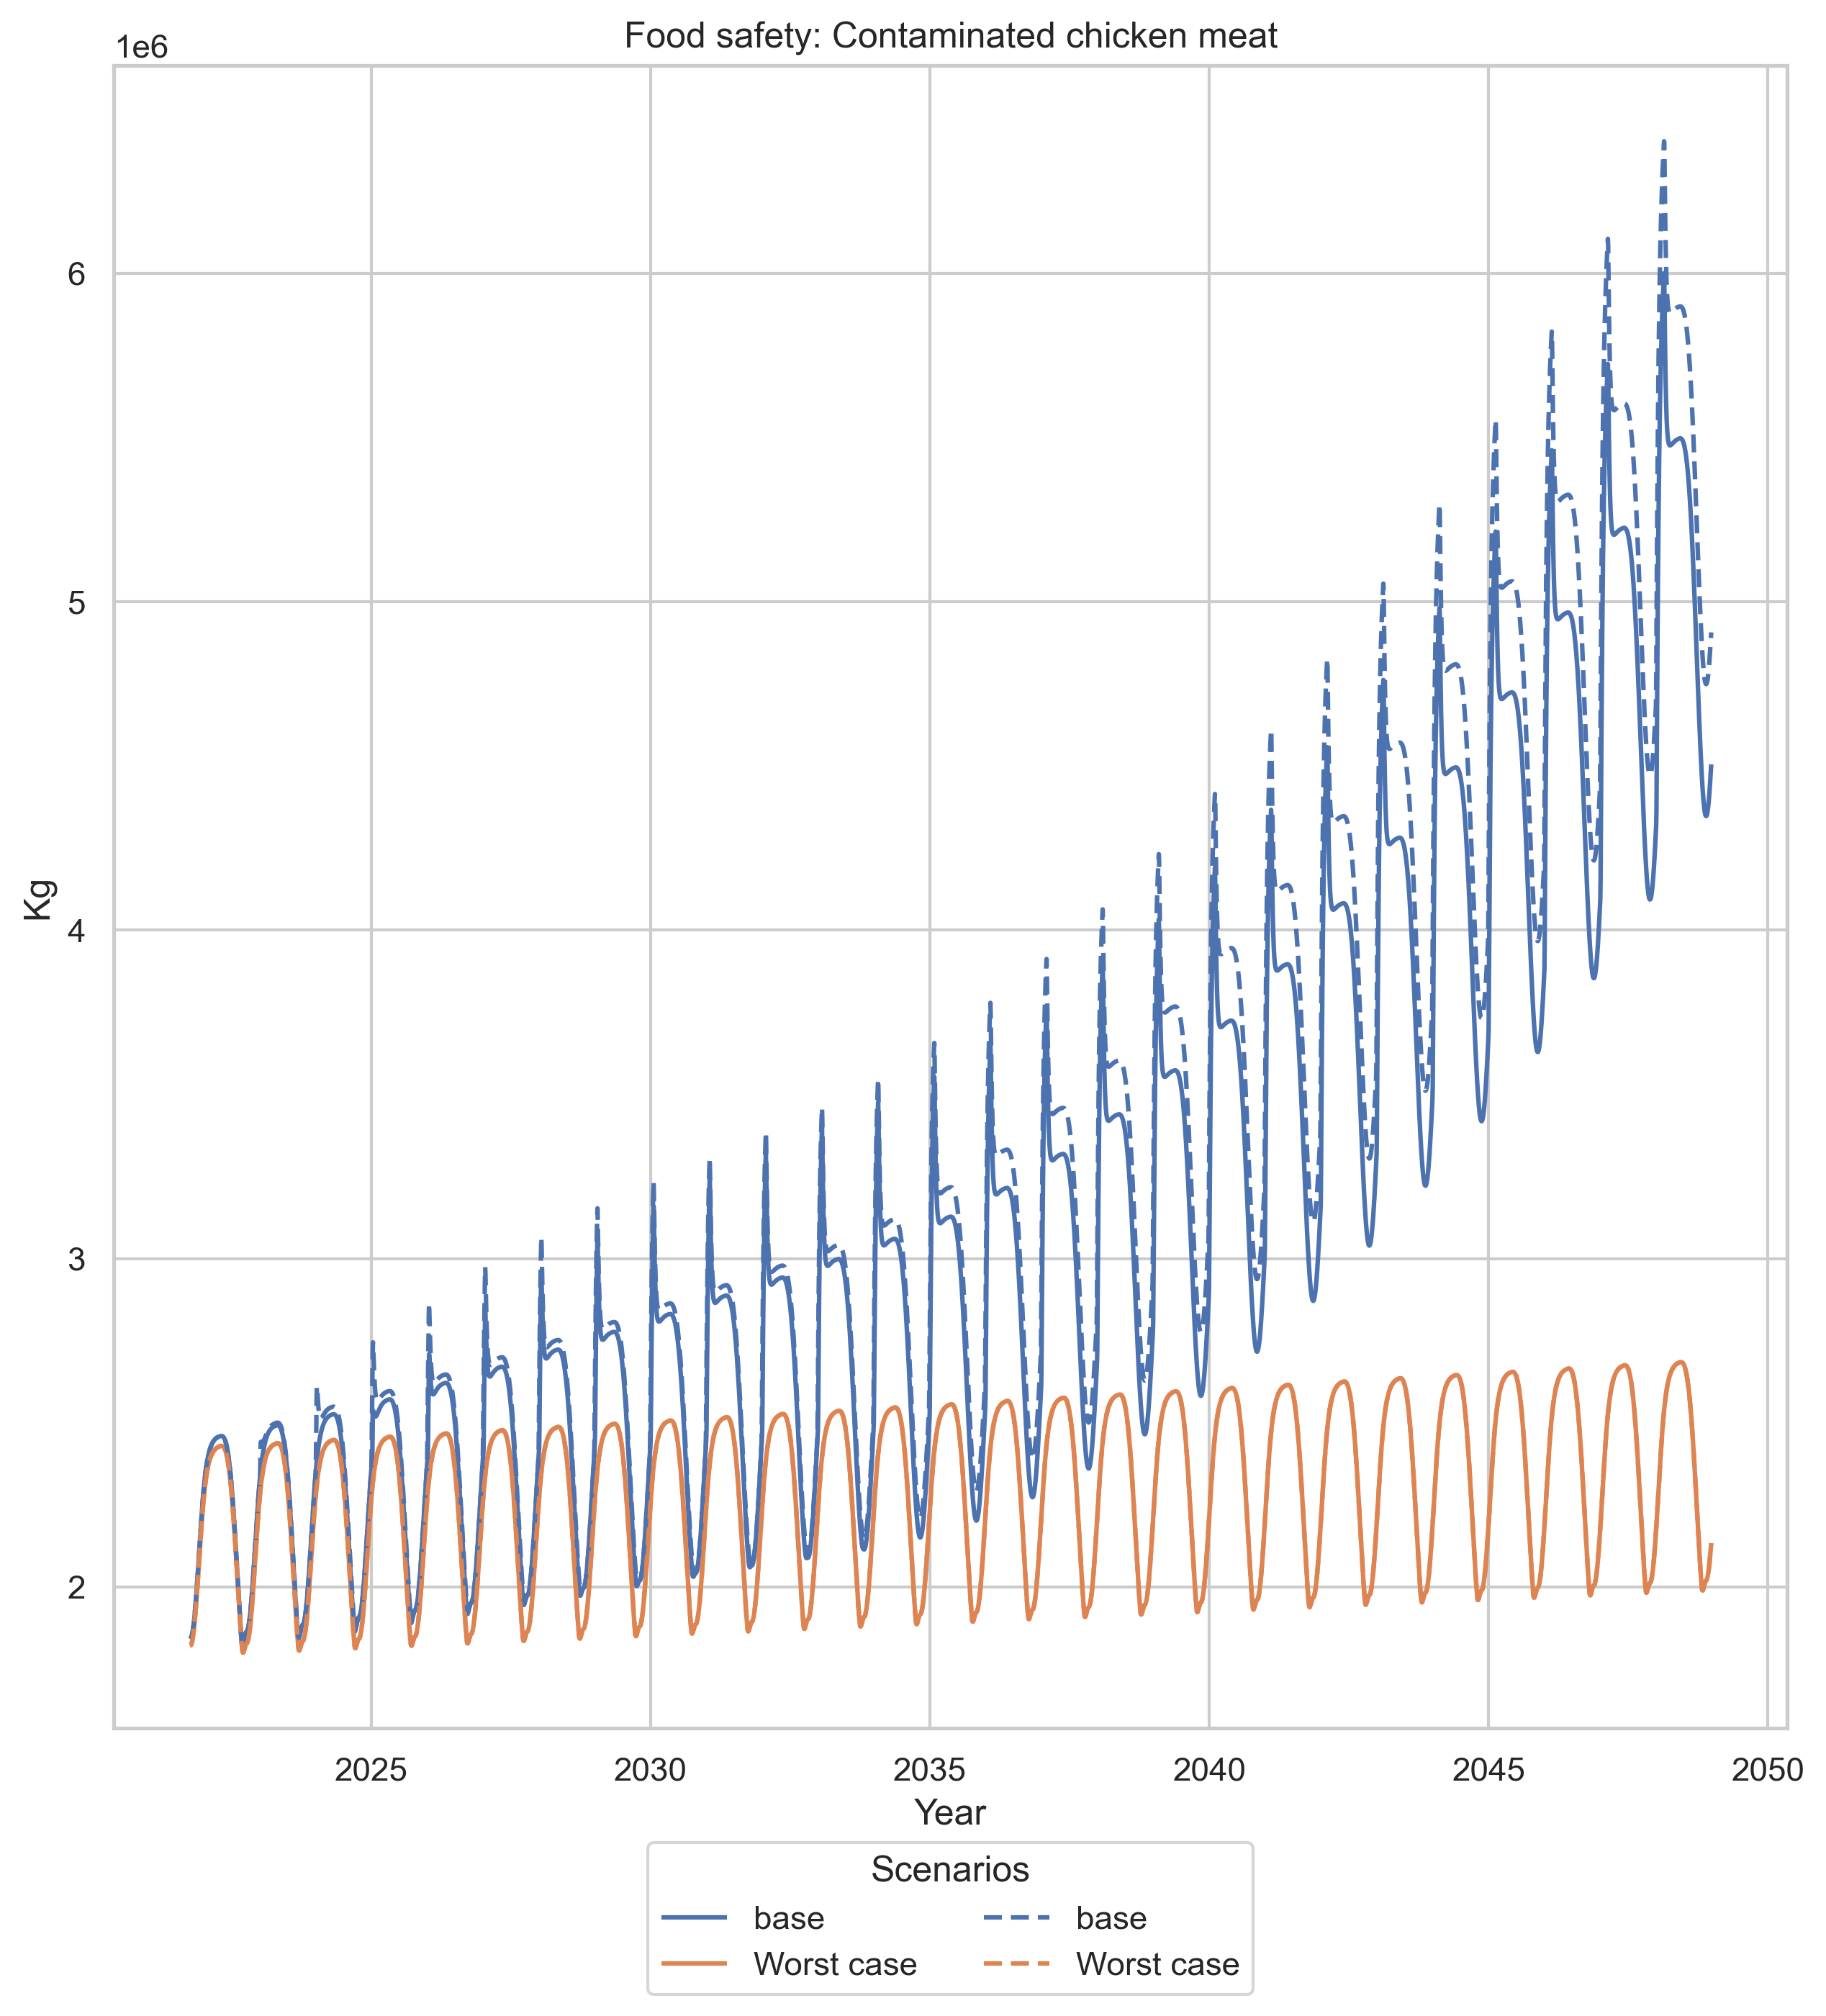 Food safety: Contaminated chicken meat
1e6
6
5
4
3
2
Kg
2025 2030 2035 2040 2045 2050
Year
Scenarios
base base
Worst case Worst case